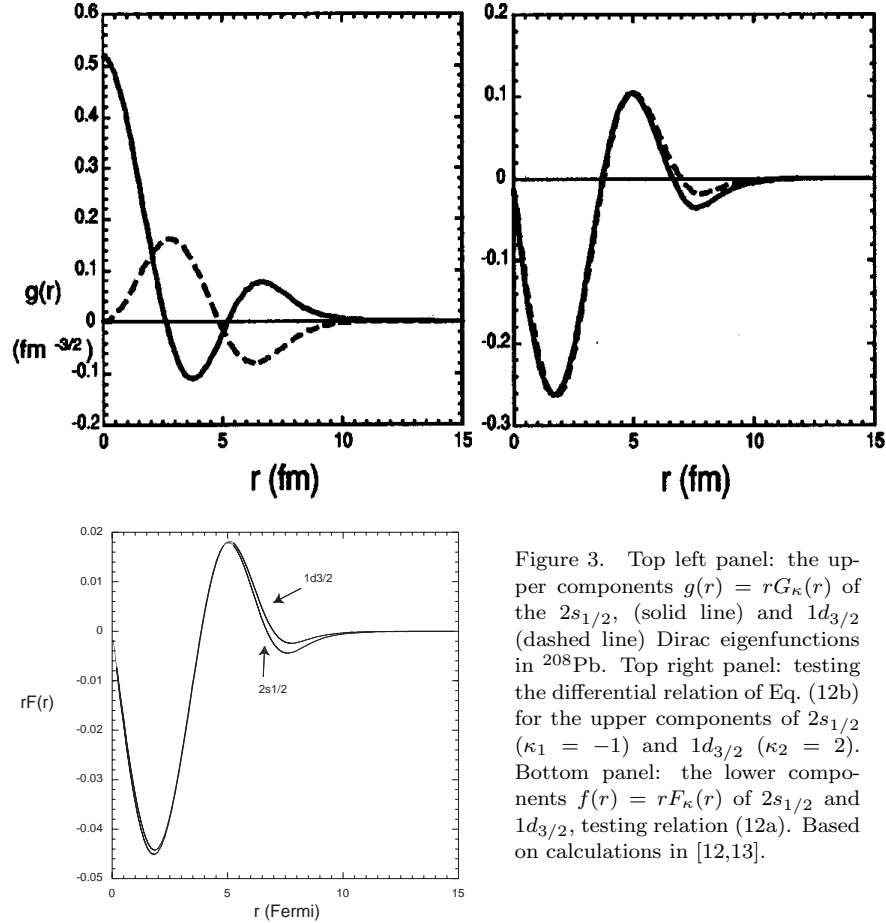 0.6
0.5
0.4
0.3
0.2
0.1
g(r)
0
(fm -3/2)
-0.1
-0.2
0 5 10 15
r (fm)
0.2
0.1
0
-0.1
-0.2
-0.3
0 5 10 15
r (fm)
0.02
0.01
0
-0.01
-0.02
-0.03
-0.04
-0.05
rF(r)
1d3/2
2s1/2
0 5 10 15
r (Fermi)
Figure 3. Top left panel: the up-
per components g(r) = rGκ(r) of
the 2s1/2, (solid line) and 1d3/2
(dashed line) Dirac eigenfunctions
in 208Pb. Top right panel: testing
the differential relation of Eq. (12b)
for the upper components of 2s1/2
(κ1 = −1) and 1d3/2 (κ2 = 2).
Bottom panel: the lower compo-
nents f(r) = rFκ(r) of 2s1/2 and
1d3/2, testing relation (12a). Based
on calculations in [12,13].